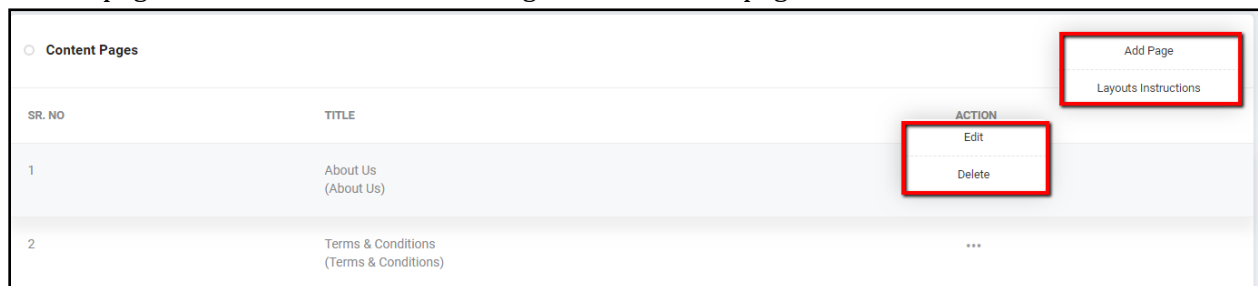 Content Pages
Add Page
Layouts Instructions
SR. NO TITLE ACTION
Edit
1 About Us
(About Us)
Delete
2 Terms & Conditions
(Terms & Conditions)